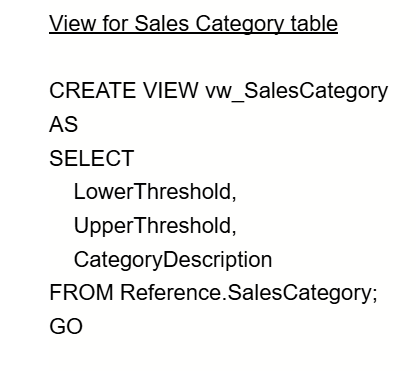 View for Sales Category table
CREATE VIEW vw_SalesCategory
AS
SELECT
LowerThreshold,
UpperThreshold,
CategoryDescription
FROM Reference.SalesCategory;
GO